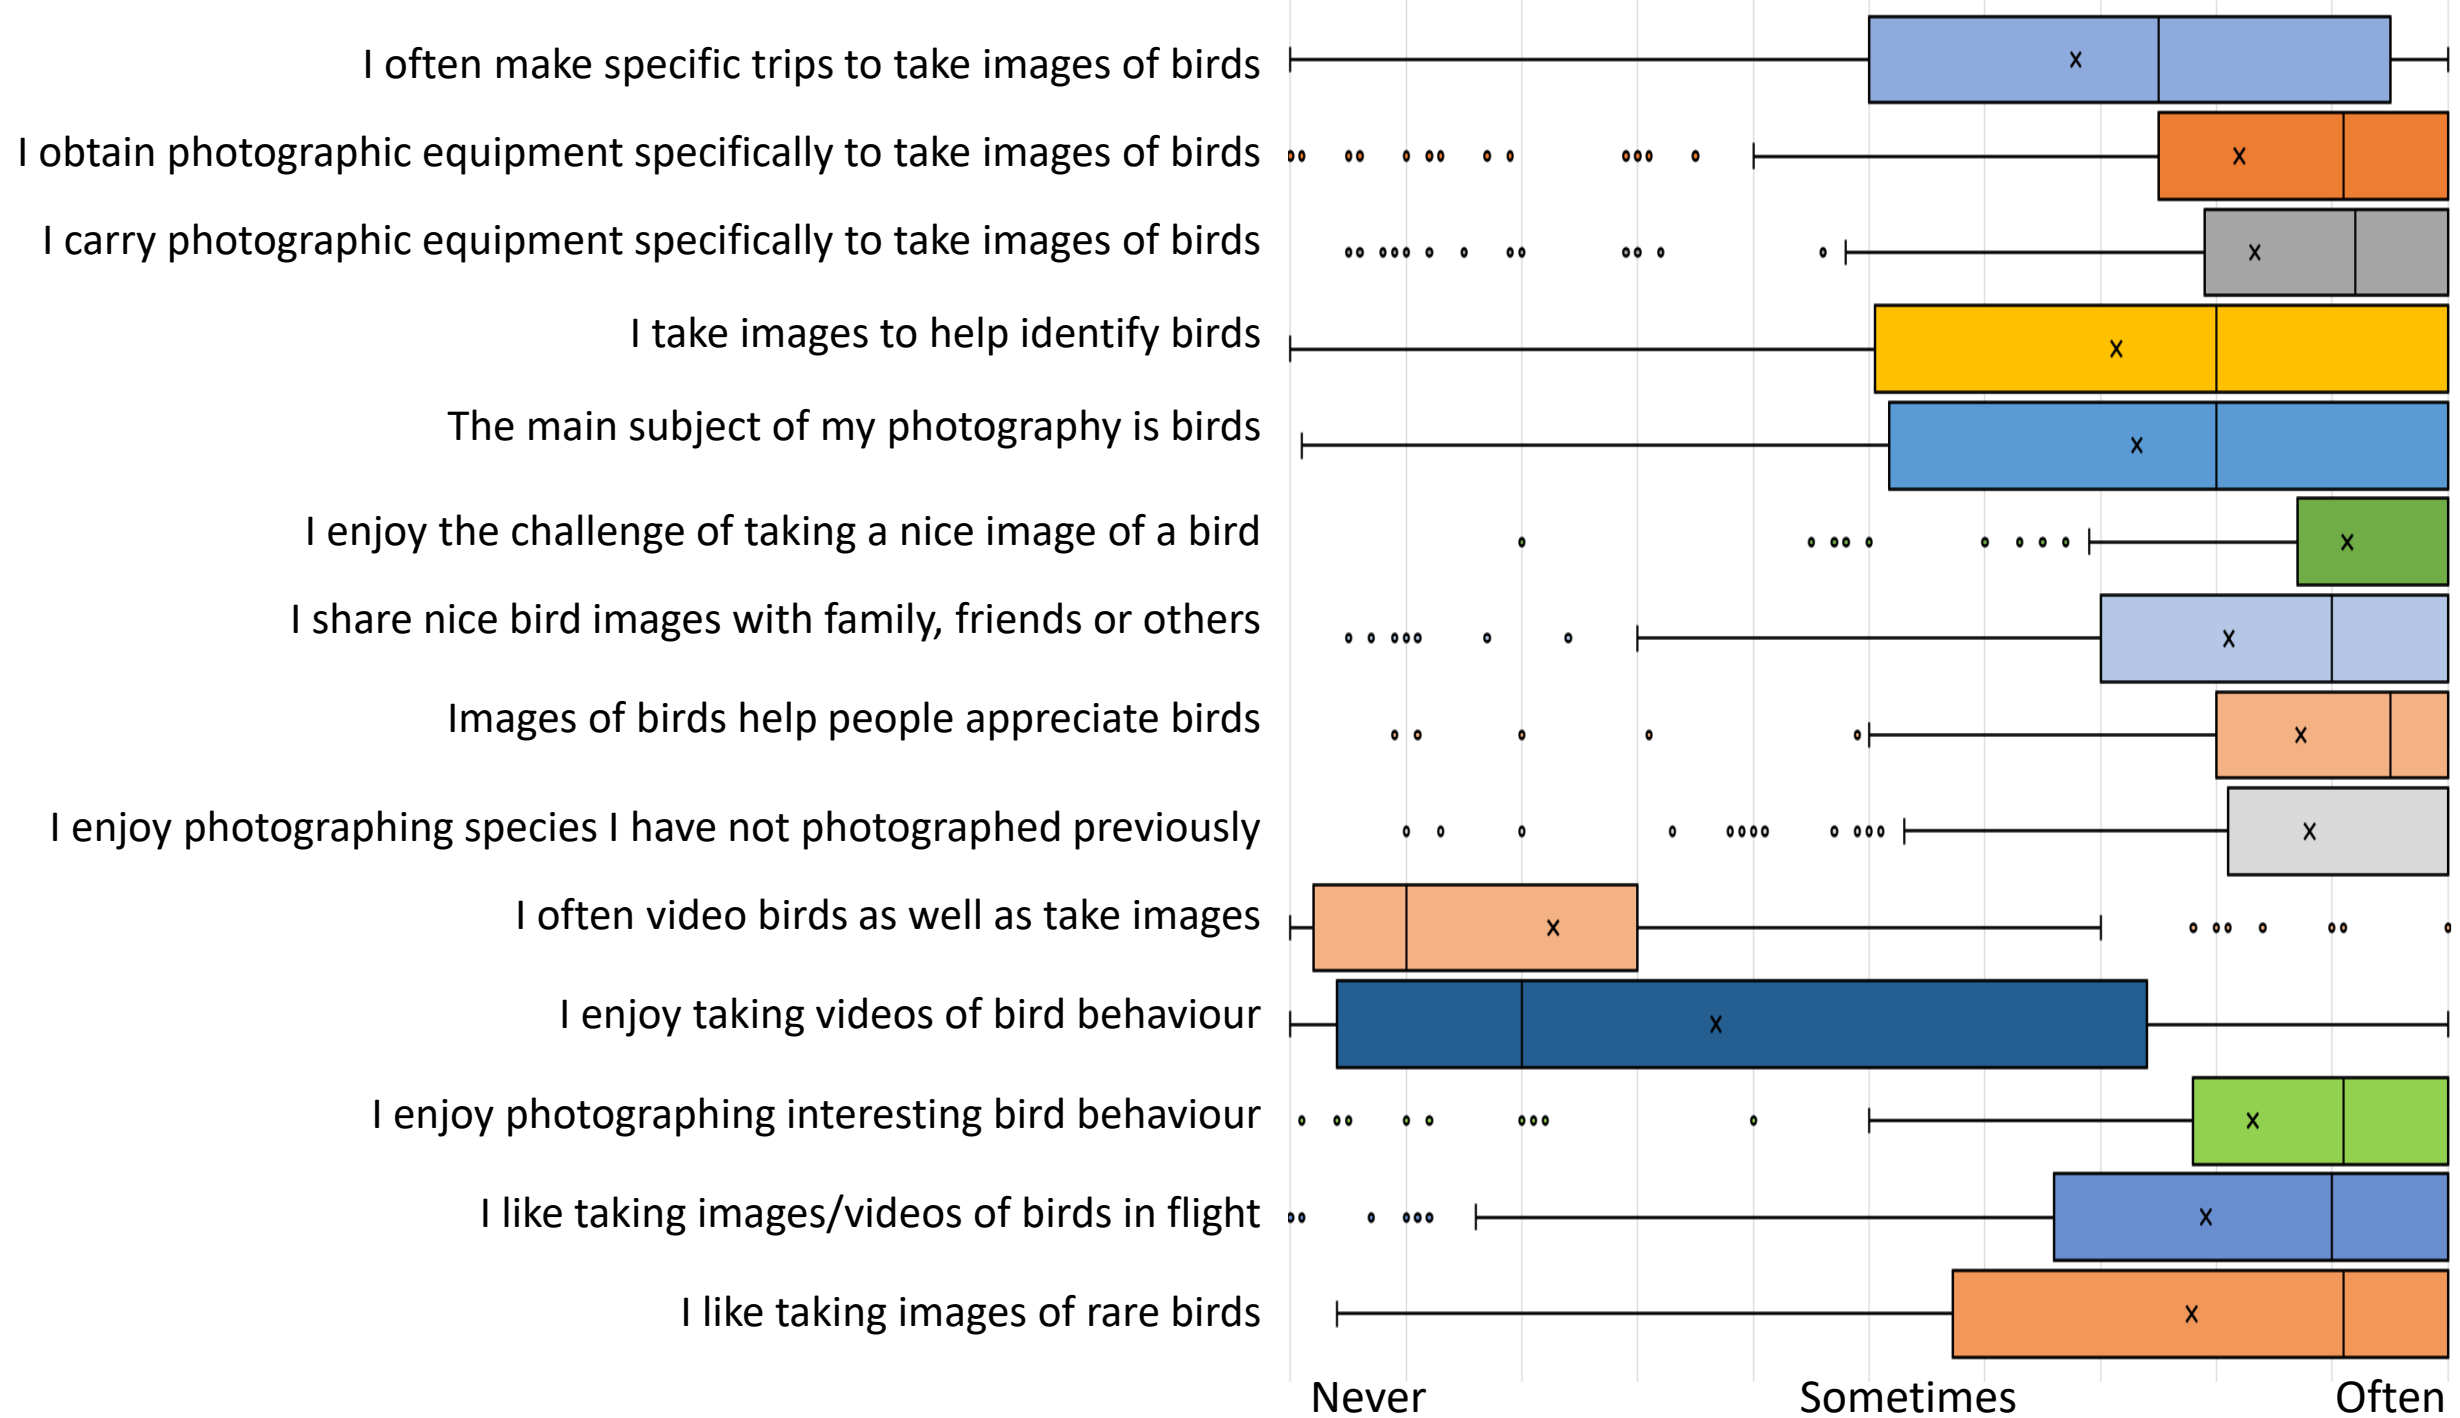 I often make specific trips to take images of birds
I obtain photographic equipment specifically to take images of birds
I carry photographic equipment specifically to take images of birds
I take images to help identify birds
The main subject of my photography is birds
I enjoy the challenge of taking a nice image of a bird
I share nice bird images with family, friends or others
Images of birds help people appreciate birds
I enjoy photographing species I have not photographed previously
I often video birds as well as take images
I enjoy taking videos of bird behaviour
I enjoy photographing interesting bird behaviour
I like taking images/videos of birds in flight
I like taking images of rare birds
Never Sometimes Often